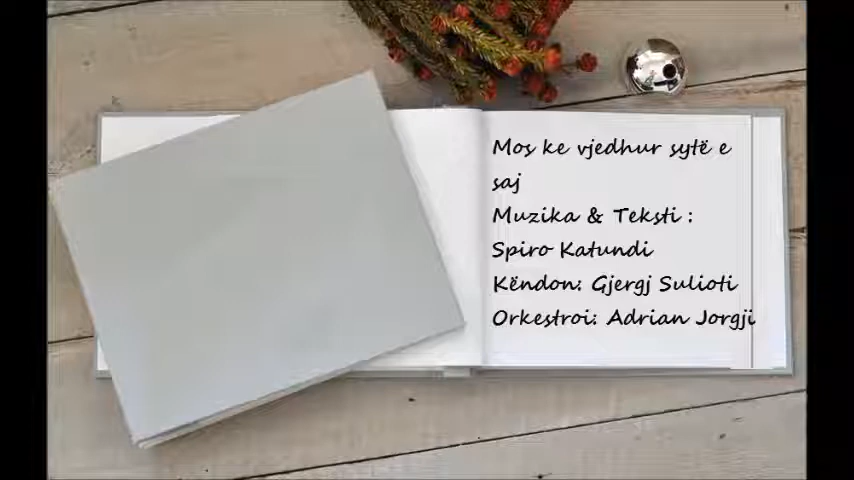 Mos ke vjedhur sytë e
saj
Muzika & Teksti :
Spiro Katundi
Këndon: Gjergj Sulioti
Orkestroi: Adrian Jorgji